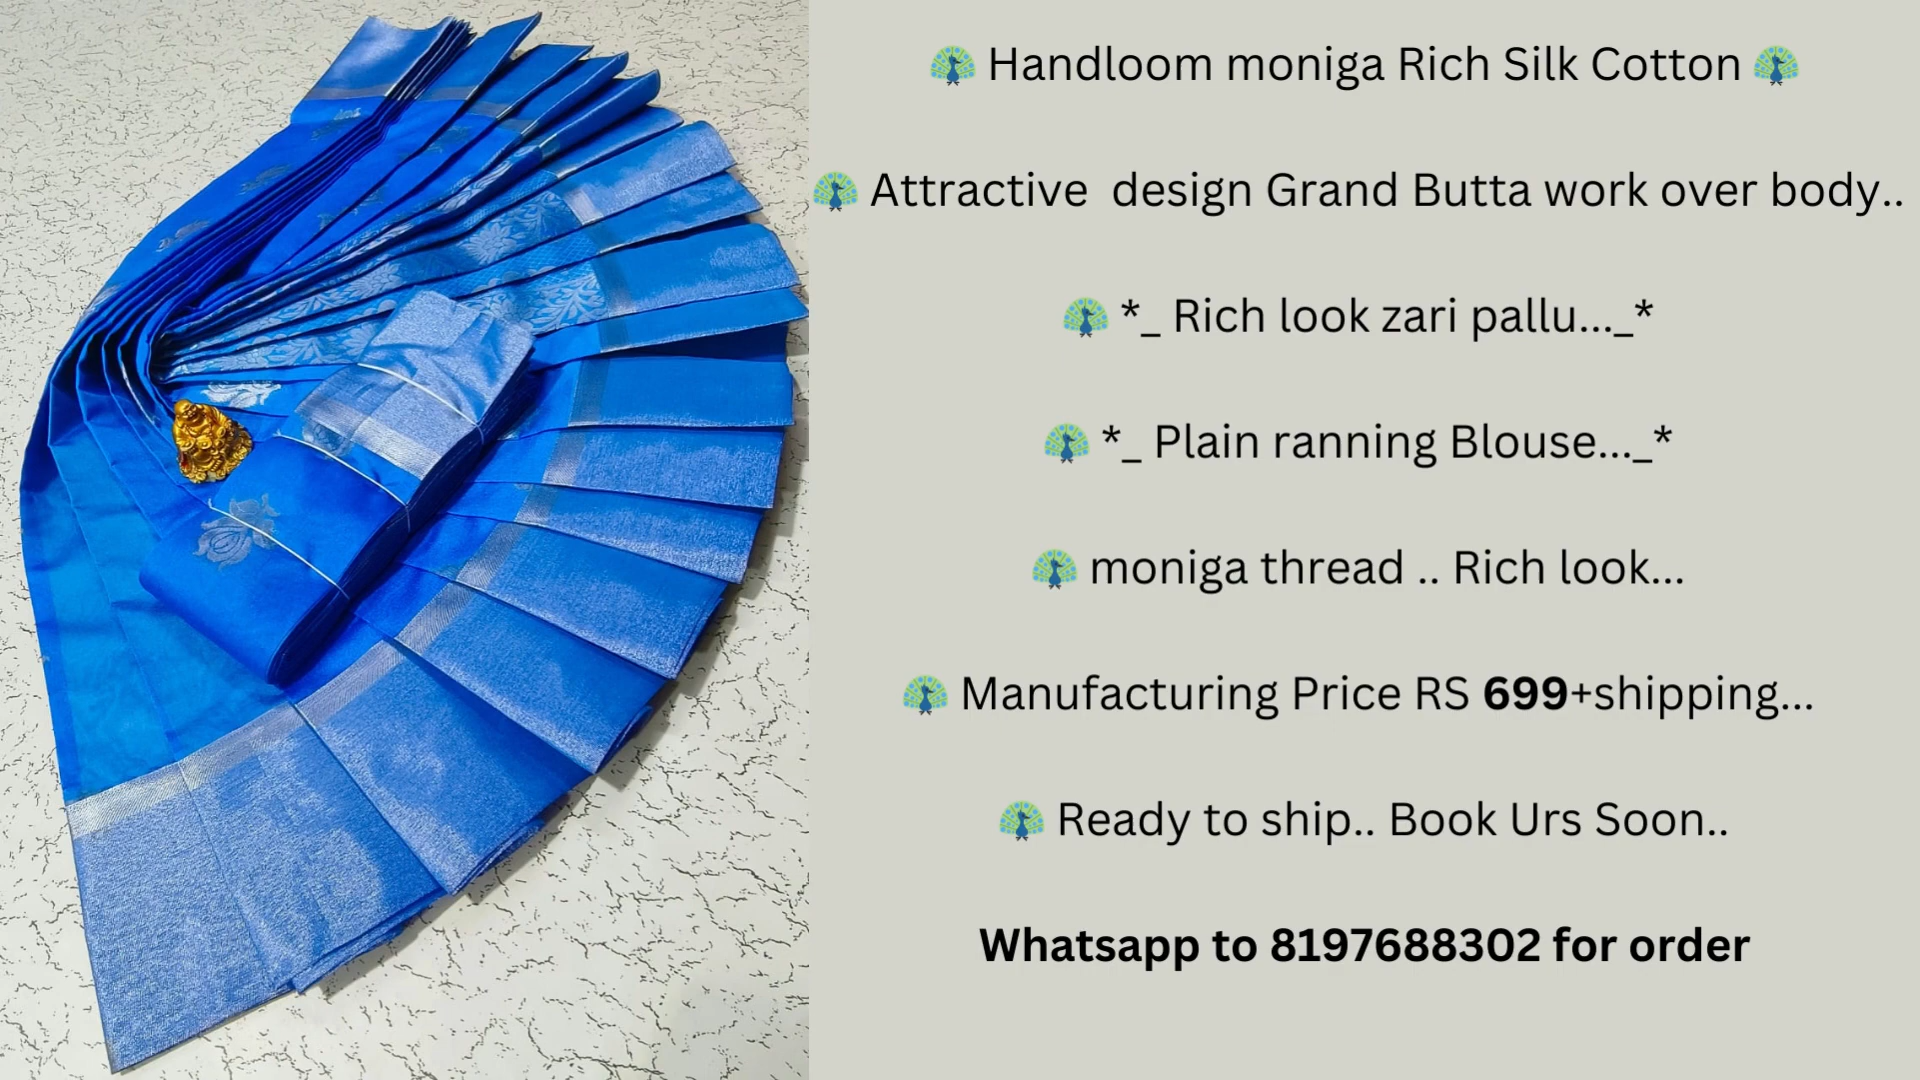 🦚 Handloom moniga Rich Silk Cotton 🦚
🦚 Attractive  design Grand Butta work over body..
🦚 *_ Rich look zari pallu..._*
🦚 *_ Plain ranning Blouse..._*
🦚 moniga thread .. Rich look...
🦚 Manufacturing Price RS 699+shipping...
🦚 Ready to ship.. Book Urs Soon..
Whatsapp to 8197688302 for order